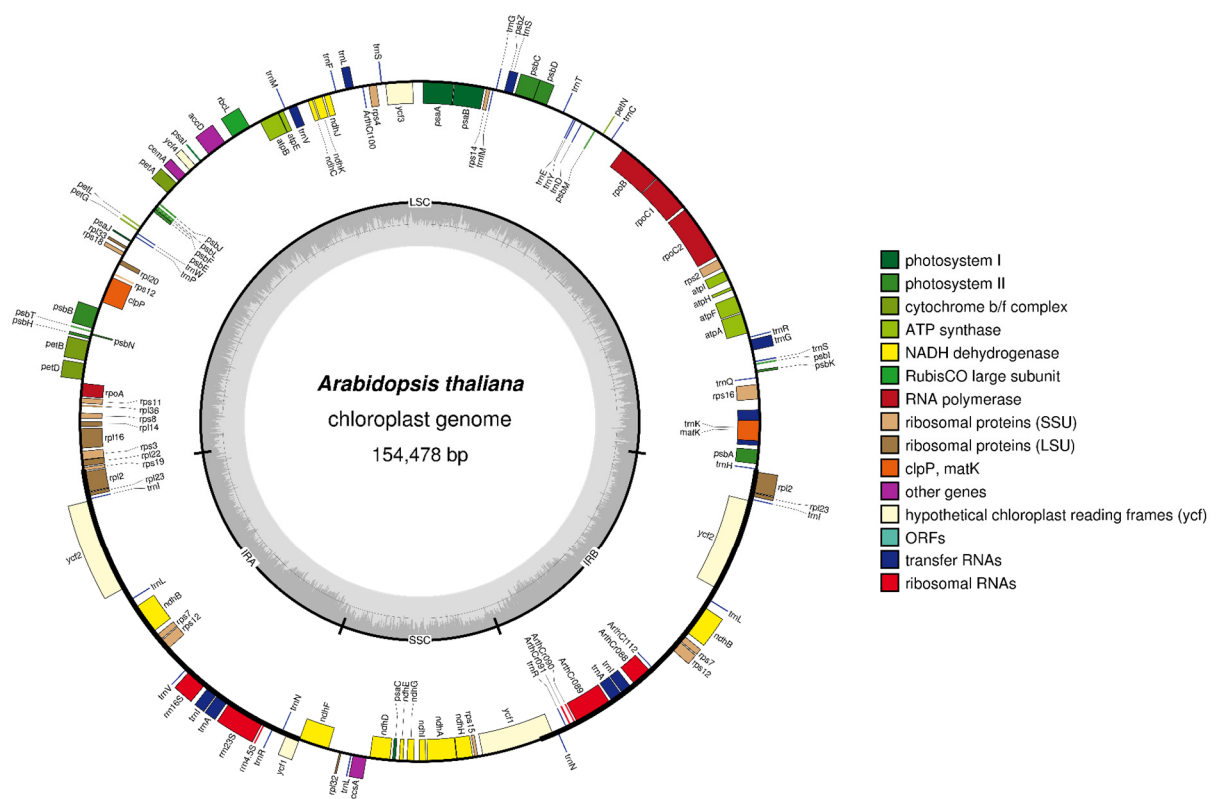 Arabidopsis thaliana
chloroplast genome
154,478 bp
LSC
IRB
SSC
IRA
trnG
psbZ
trnS
psbC
psbD
trnT
petN
trnC
rpoB
rpoC1
rpoC2
rps2
atpI
atpH
atpF
atpA
trnR
trnG
trnS
psbI
psbK
trnQ
rps16
trnK
matK
psbA
trnH
rpl2
rpl23
trnI
ycf2
trnL
ndhB
rps7
rps12
ArthCt112
ArthCr088
trnI
trnA
ArthCr089
ArthCr090
ArthCr091
trnR
trnN
ycf1
rps15
ndhH
ndhA
ndhI
ndhG
ndhE
psaC
ndhD
ccsA
trnL
rpl32
ndhF
trnN
ycf1
trnR
rrn4.5S
rrn23S
trnA
trnI
rrn16S
trnV
rps12
rps7
ndhB
trnL
ycf2
trnI
rpl23
rpl2
rps19
rpl22
rps3
rpl16
rpl14
rps8
rpl36
rps11
rpoA
petD
petB
psbH
psbT
psbN
psbB
clpP
rps12
rpl20
rps18
rpl33
psaJ
trnP
trnW
psbE
psbF
psbL
psbJ
petG
petL
petA
cemA
ycf4
psaI
accD
rbcL
atpB
atpE
trnM
trnV
ndhC
ndhK
ndhJ
trnF
trnL
ArthCt100
rps4
trnS
ycf3
psaA
psaB
rps14
trnfM
trnE
trnY
trnD
psbM
photosystem I
photosystem II
cytochrome b/f complex
ATP synthase
NADH dehydrogenase
RubisCO large subunit
RNA polymerase
ribosomal proteins (SSU)
ribosomal proteins (LSU)
clpP, matK
other genes
hypothetical chloroplast reading frames (ycf)
ORFs
transfer RNAs
ribosomal RNAs